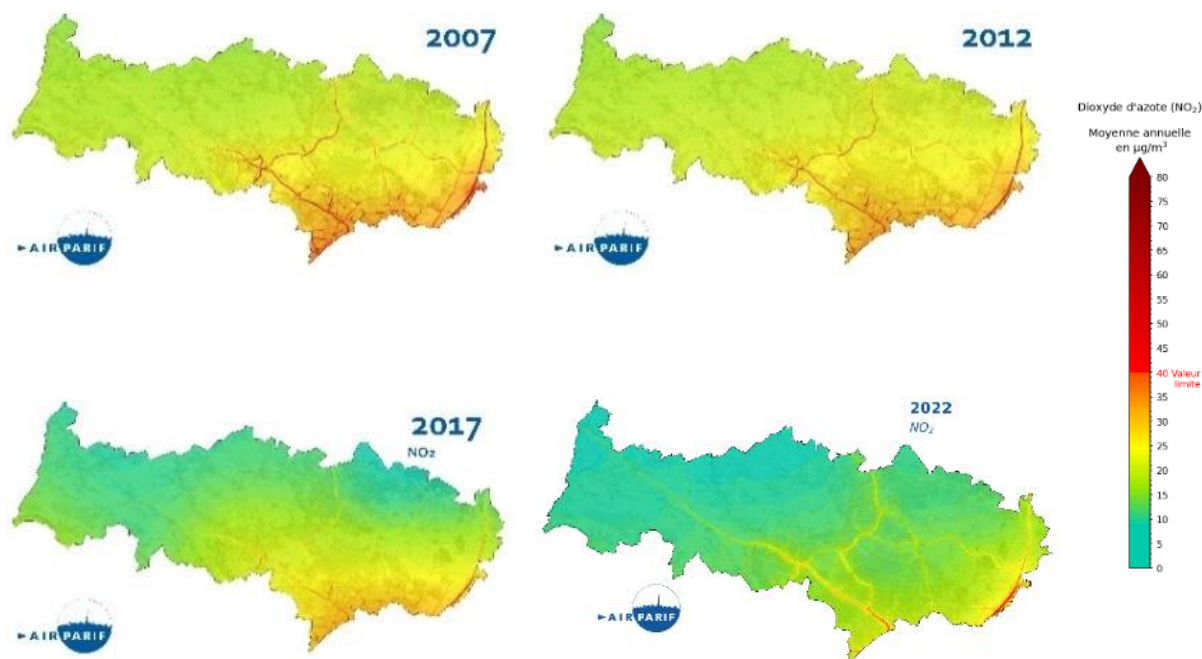 2007
2012
AIRPARIF
AIRPARIF
Dioxyde d'azote (NO₂)
Moyenne annuelle
en µg/m³
80
75
70
65
60
55
50
45
40 Valeur
limite
35
30
25
20
15
10
5
0
2017
NO₂
2022
NO₂
AIRPARIF
AIRPARIF